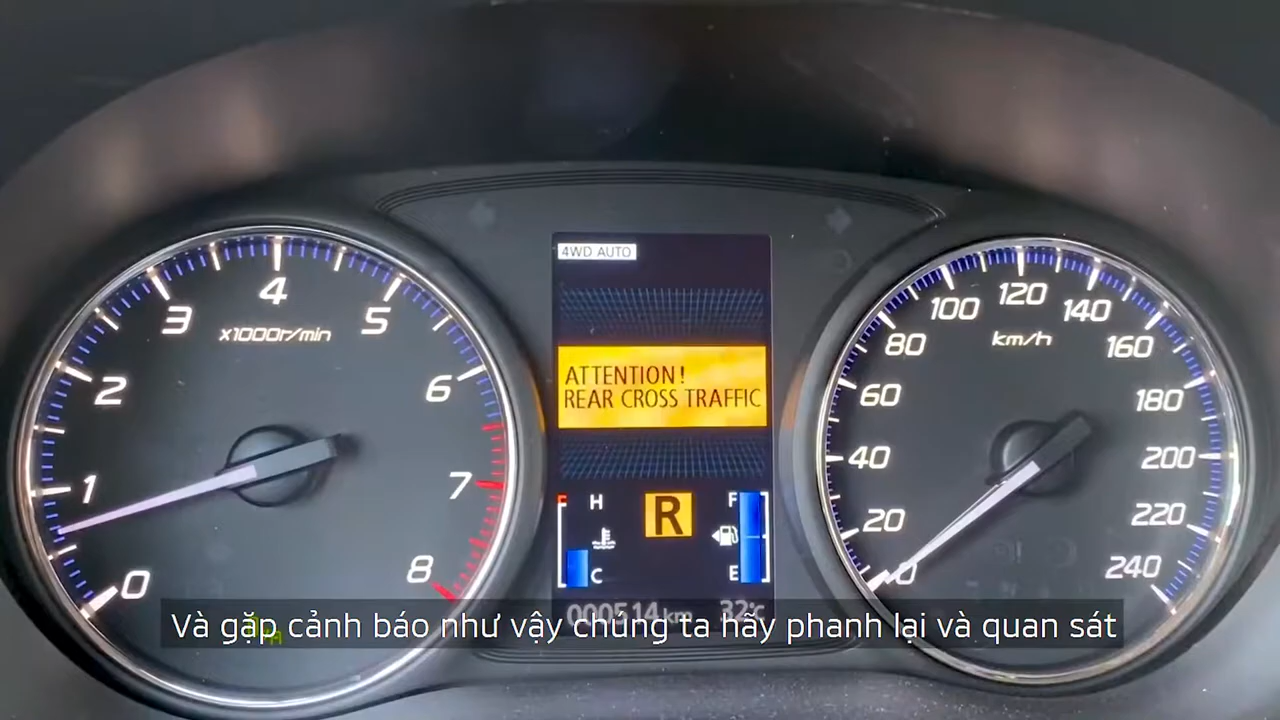 4WD AUTO
ATTENTION!
REAR CROSS TRAFFIC
0
1
2
3
4
5
6
7
8
x1000r/min
H
C
R
F
E
000514 km
32°C
0
20
40
60
80
100
120
140
160
180
200
220
240
km/h
Và gặp cảnh báo như vậy chúng ta hãy phanh lại và quan sát